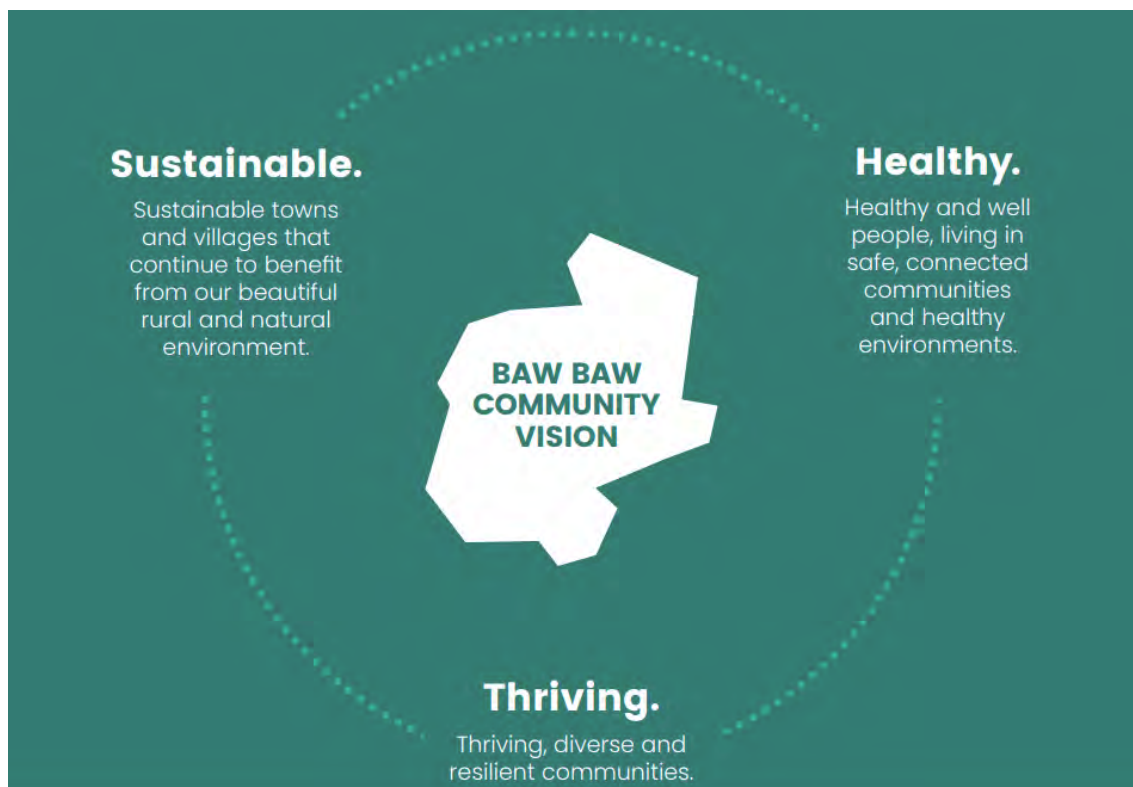 Sustainable.
Sustainable towns
and villages that
continue to benefit
from our beautiful
rural and natural
environment.
Healthy.
Healthy and well
people, living in
safe, connected
communities
and healthy
environments.
BAW BAW
COMMUNITY
VISION
Thriving.
Thriving, diverse and
resilient communities.